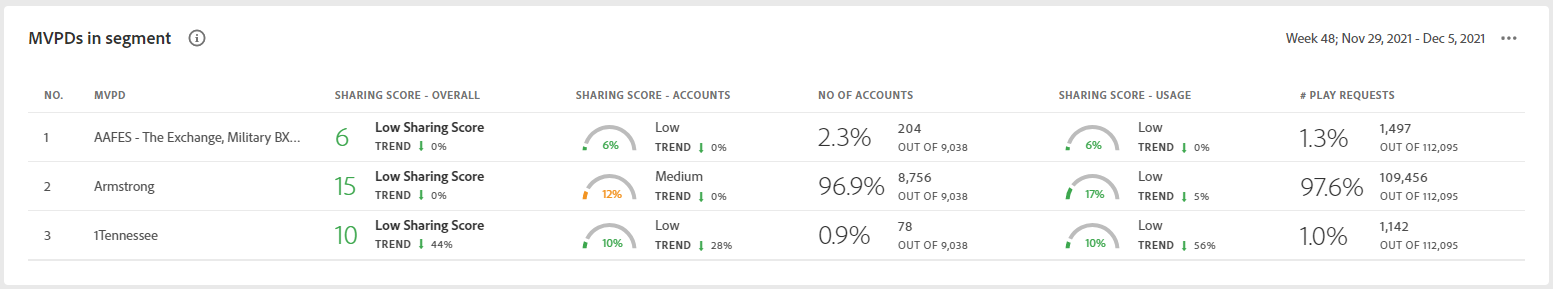 MVPDs in segment
Week 48; Nov 29, 2021 - Dec 5, 2021
NO. MVPD SHARING SCORE - OVERALL SHARING SCORE - ACCOUNTS NO OF ACCOUNTS SHARING SCORE - USAGE # PLAY REQUESTS
1 AAFES - The Exchange, Military BX... 6 Low Sharing Score 6% Low 2.3% 204 6% Low 1.3% 1,497
TREND 0% TREND 0% OUT OF 9,038 TREND 0% OUT OF 112,095
2 Armstrong 15 Low Sharing Score 12% Medium 96.9% 8,756 17% Low 97.6% 109,456
TREND 0% TREND 0% OUT OF 9,038 TREND 5% OUT OF 112,095
3 1Tennessee 10 Low Sharing Score 10% Low 0.9% 78 10% Low 1.0% 1,142
TREND 44% TREND 28% OUT OF 9,038 TREND 56% OUT OF 112,095